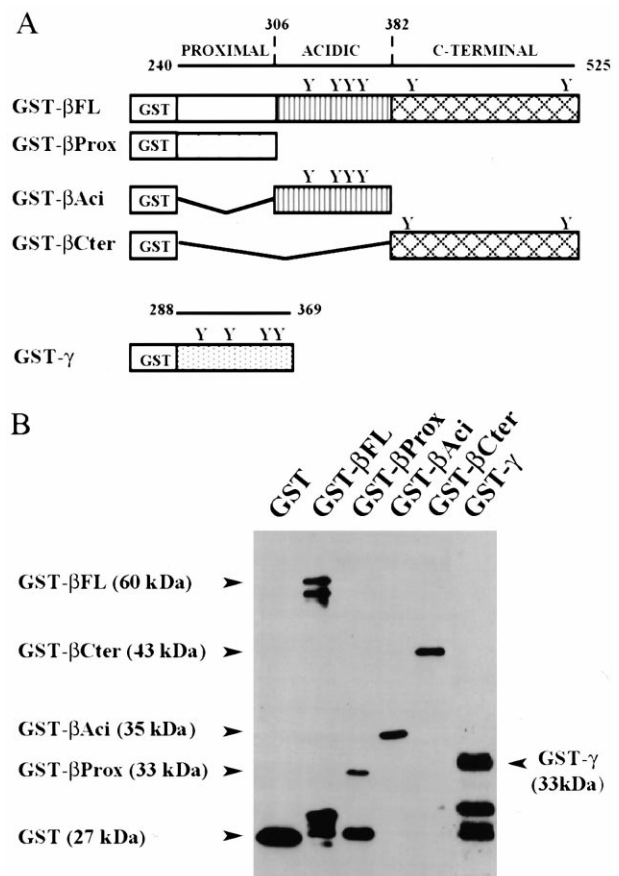 A
306 382
PROXIMAL ACIDIC C-TERMINAL
240 525
Y YYY Y Y
GST-βFL GST
GST-βProx GST
Y YYY
GST-βAci GST
Y Y
GST-βCter GST
288 369
Y Y YY
GST-γ GST
B
GST
GST-βFL
GST-βProx
GST-βAci
GST-βCter
GST-γ
GST-βFL (60 kDa)
GST-βCter (43 kDa)
GST-βAci (35 kDa)
GST-βProx (33 kDa)
GST-γ
(33kDa)
GST (27 kDa)